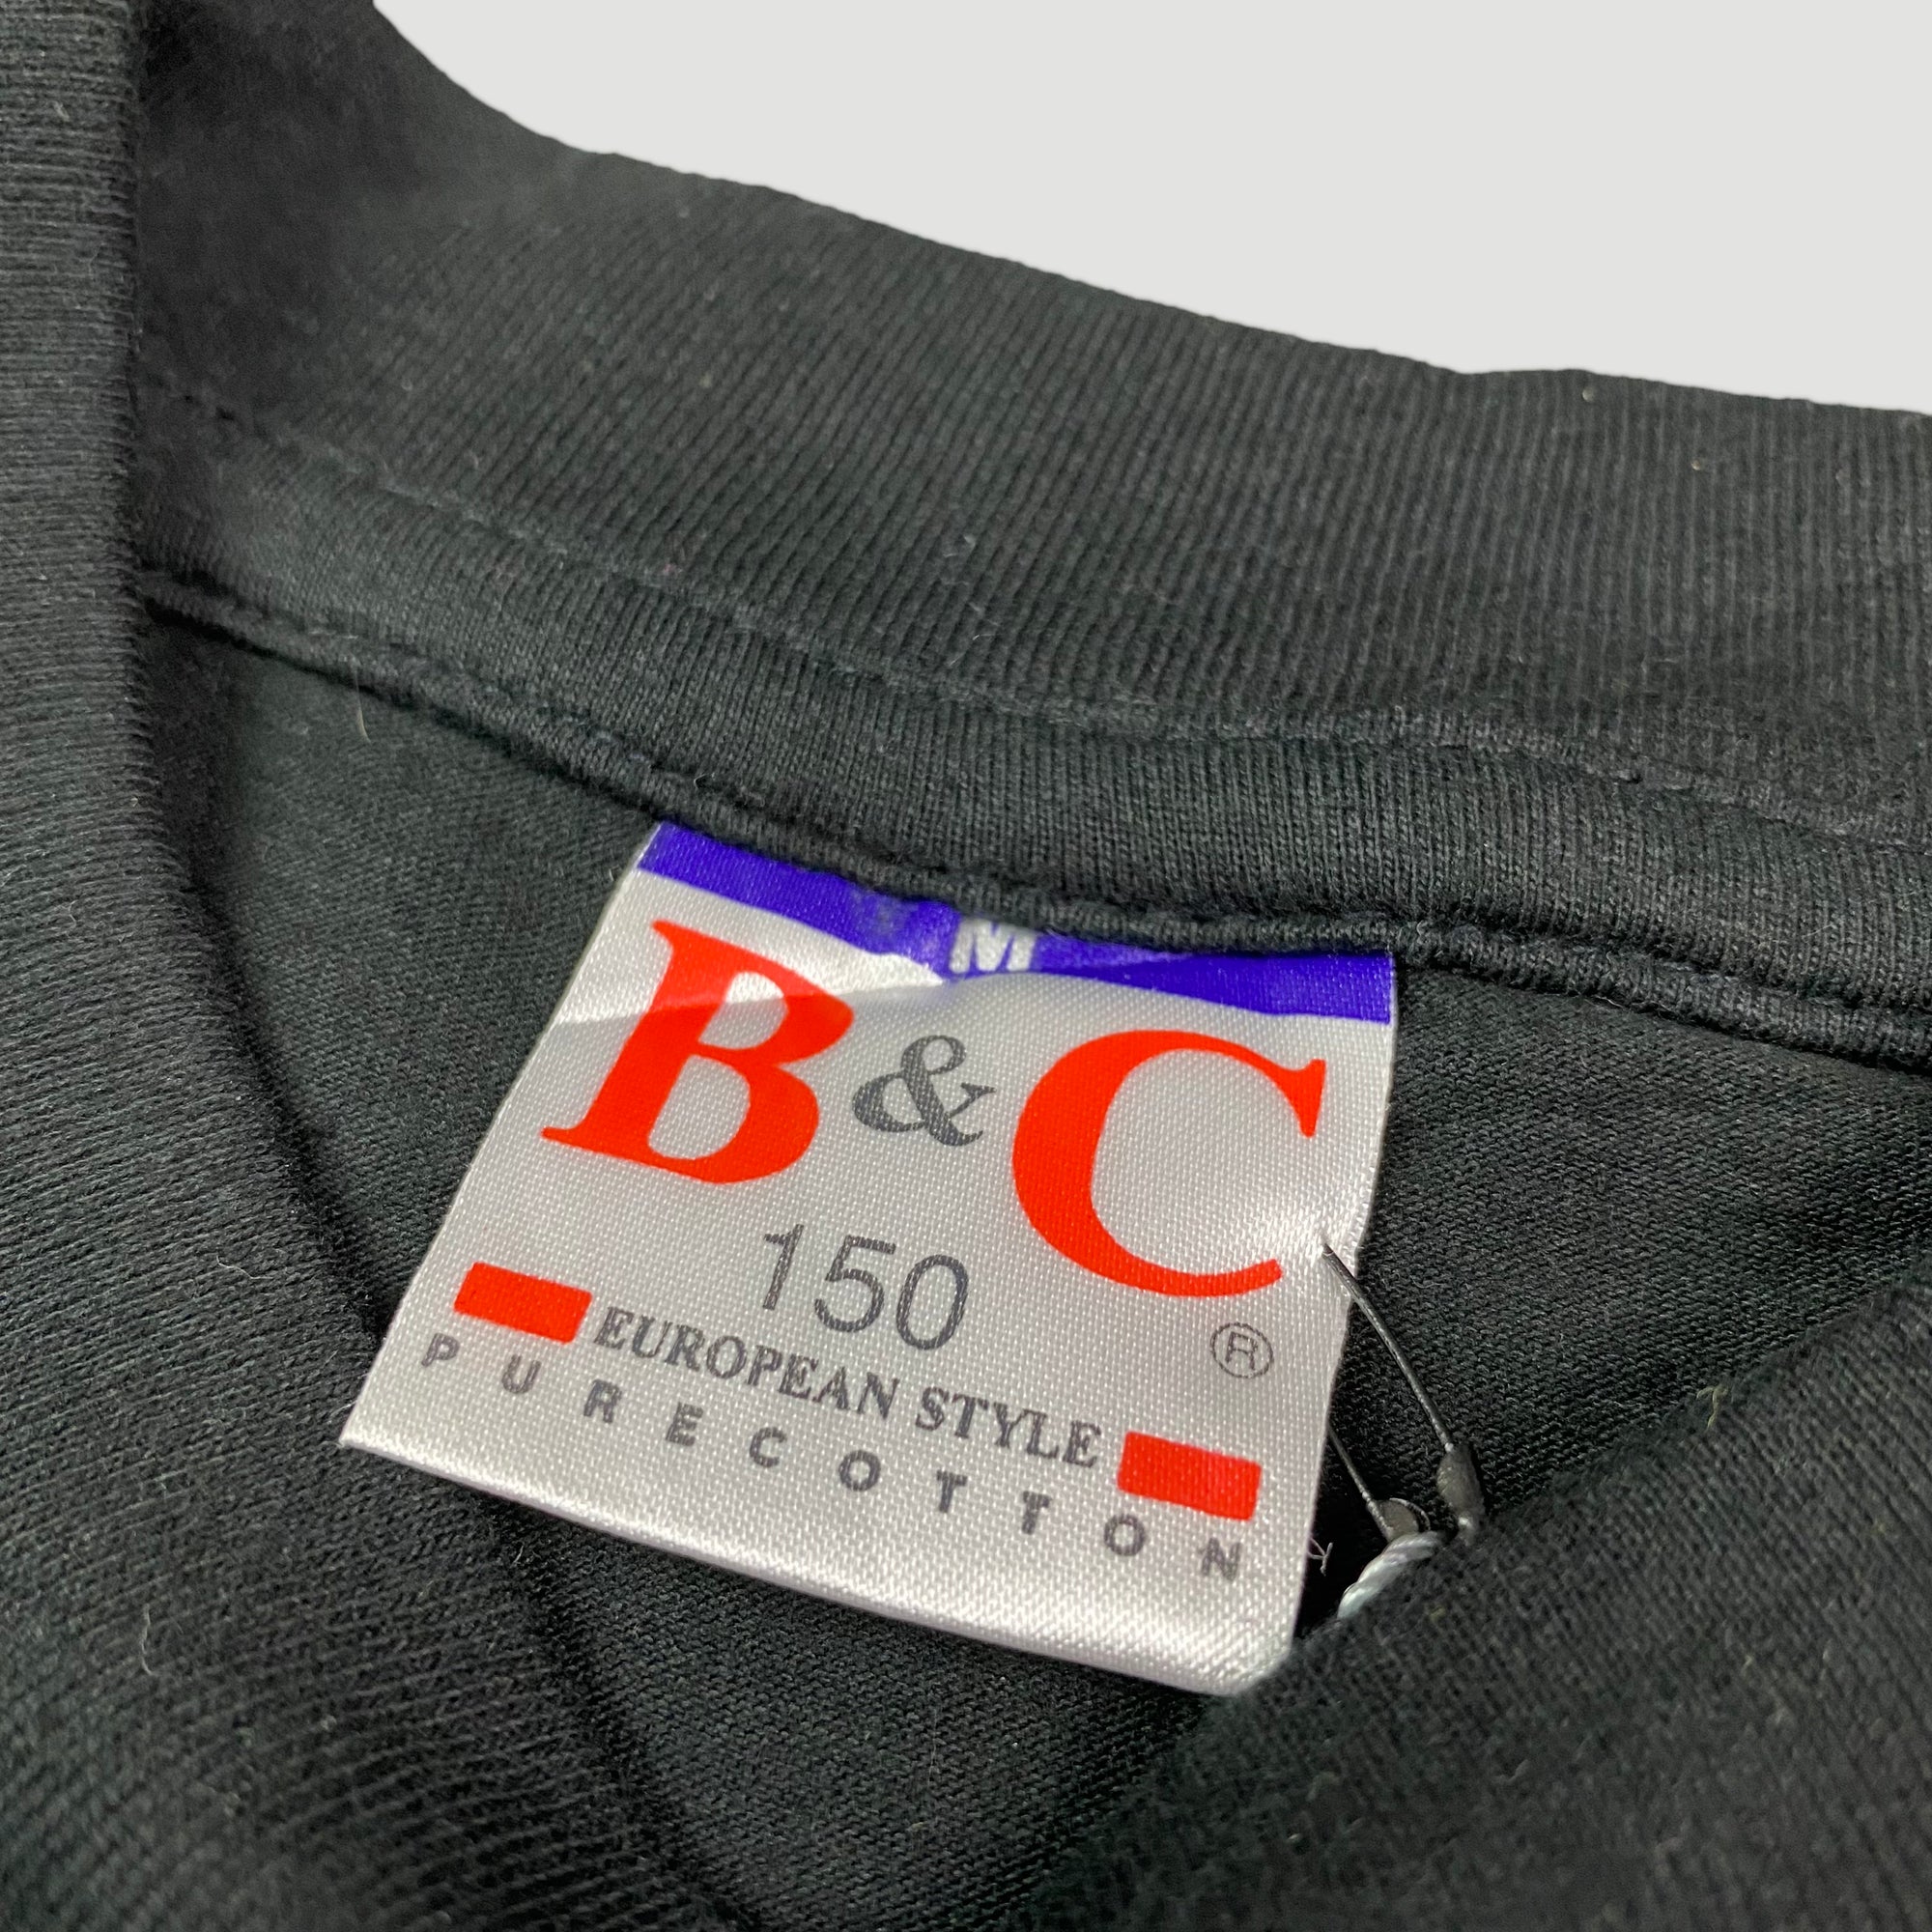 M
B&C
150
®
EUROPEAN STYLE
PURECOTTON